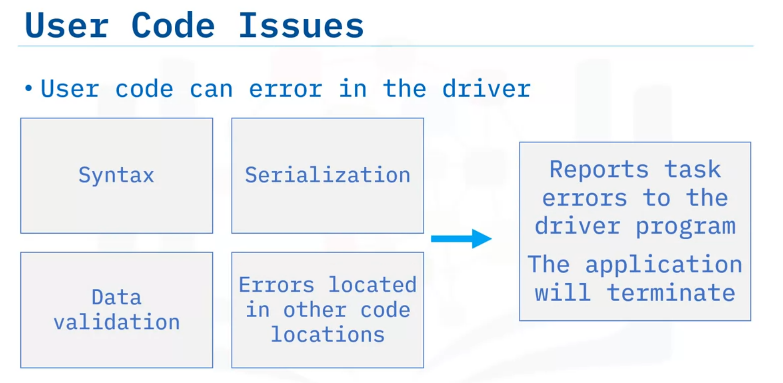 User Code Issues
• User code can error in the driver
Syntax
Serialization
Data
validation
Errors located
in other code
locations
Reports task
errors to the
driver program
The application
will terminate